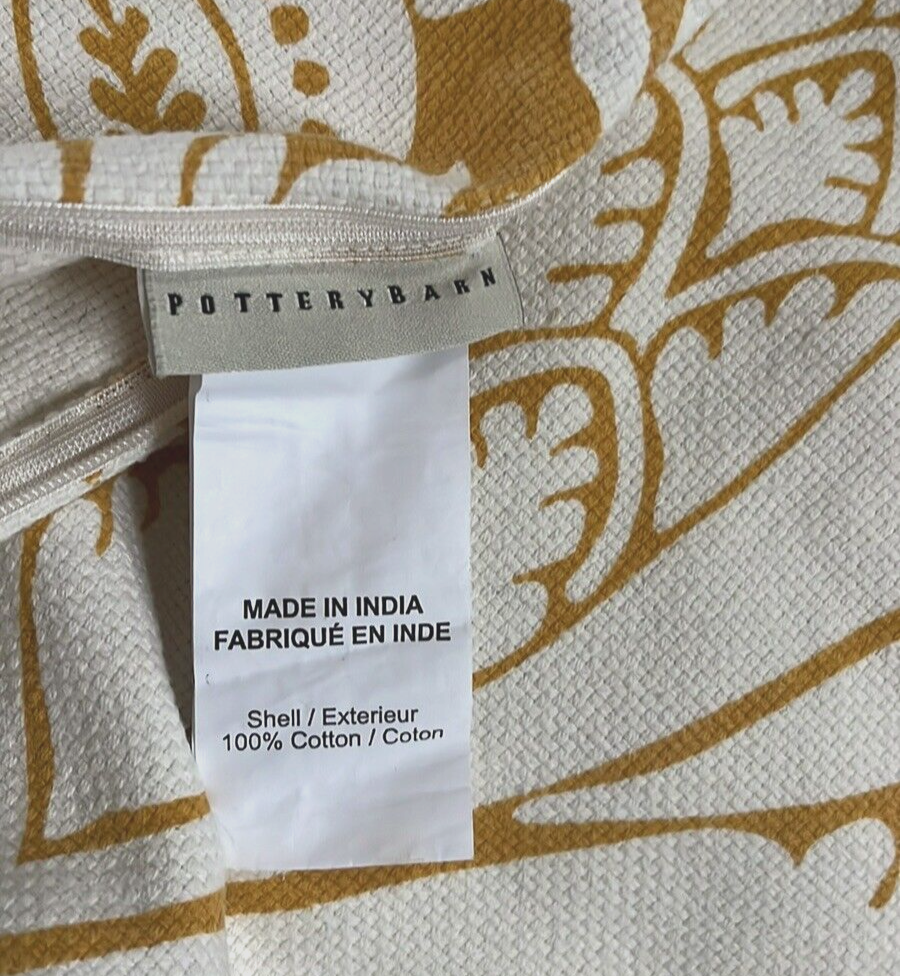 POTTERYBARN
MADE IN INDIA
FABRIQUÉ EN INDE
Shell / Exterieur
100% Cotton / Coton